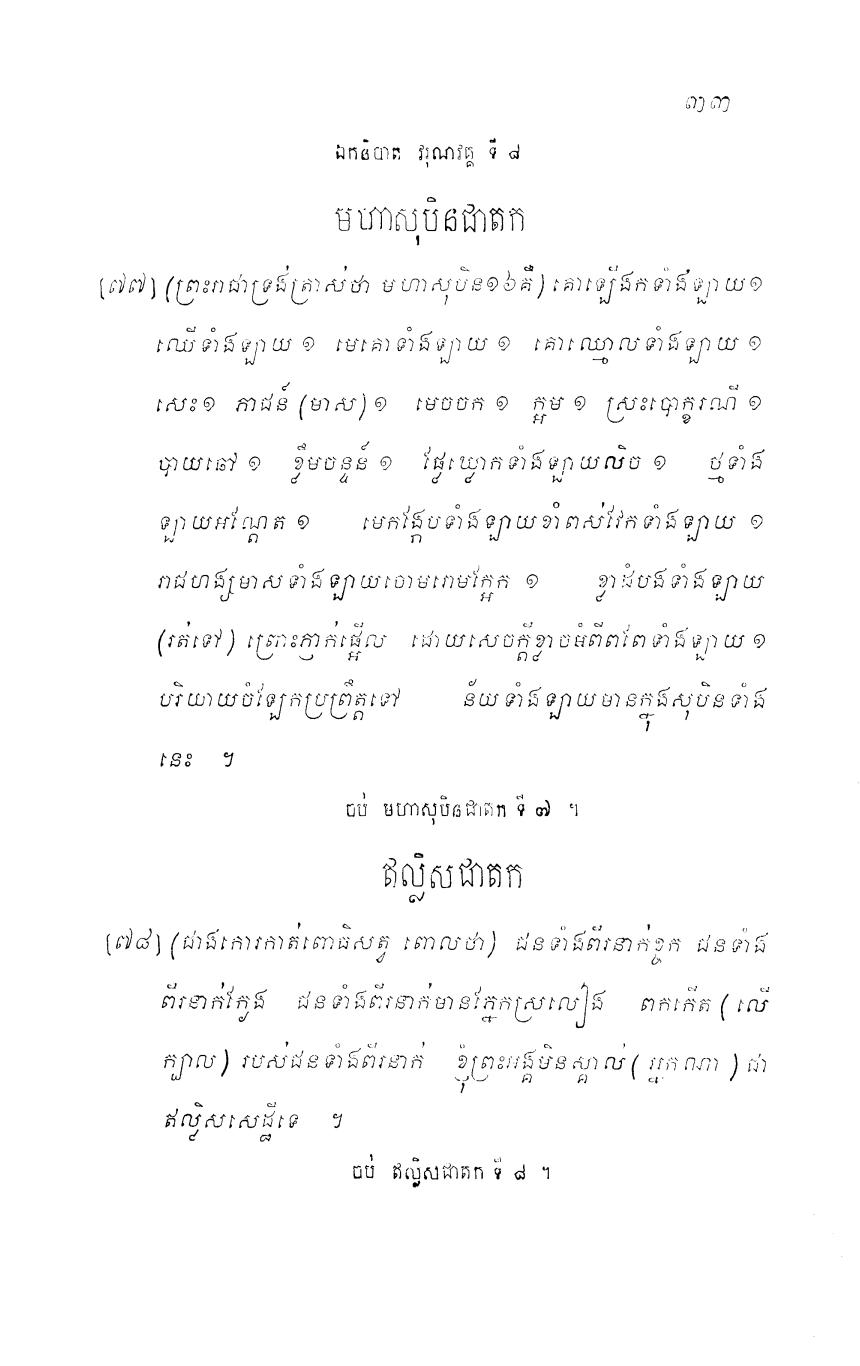 ៣៣
ឯកនិបាត វរុណវគ្គ ទី ៨
មហាសុបិនជាតក
[៧៧] (ព្រះរាជាទ្រង់ត្រាស់ថា មហាសុបិន១៦គឺ) គោឡើងកទាំងឡាយ១
ឈើទាំងឡាយ ១ មេគោទាំងឡាយ ១ គោឈ្មោលទាំងឡាយ ១
សេះ១ ភាជន៍ (មាស) ១ មេចចក ១ ក្អម ១ ស្រះបោក្ខរណី ១
បាយឆៅ ១ ខ្លឹមចន្ទន៍ ១ ផ្លែឃ្លោកទាំងឡាយលិច ១ ថ្មទាំង
ឡាយអណ្តែត ១ មេកង្កែបទាំងឡាយខាំពស់វែកទាំងឡាយ ១
រាជហង្សមាសទាំងឡាយចោមរោមក្អែក ១ ខ្លាដំបងទាំងឡាយ
(រត់ទៅ) ព្រោះភ្ញាក់ផ្អើល ដោយសេចក្តីខ្លាចអំពីពពែទាំងឡាយ ១
បរិយាយចំឡែកប្រព្រឹត្តទៅ ន័យទាំងឡាយមានក្នុងសុបិនទាំង
នេះ ។
ចប់ មហាសុបិនជាតក ទី ៧ ។
ឥល្លិសជាតក
[៧៨] (ជាងកោរកាត់ពោធិសត្វ ពោលថា) ជនទាំងពីរនាក់ខ្ចក ជនទាំង
ពីរនាក់ក្ងែង ជនទាំងពីរនាក់មានភ្នែកស្រលៀង ពកកើត (លើ
ក្បាល) របស់ជនទាំងពីរនាក់ ខ្ញុំព្រះអង្គមិនស្គាល់ (អ្នកណា) ជា
ឥល្លិសសេដ្ឋីទេ ។
ចប់ ឥល្លិសជាតក ទី ៨ ។